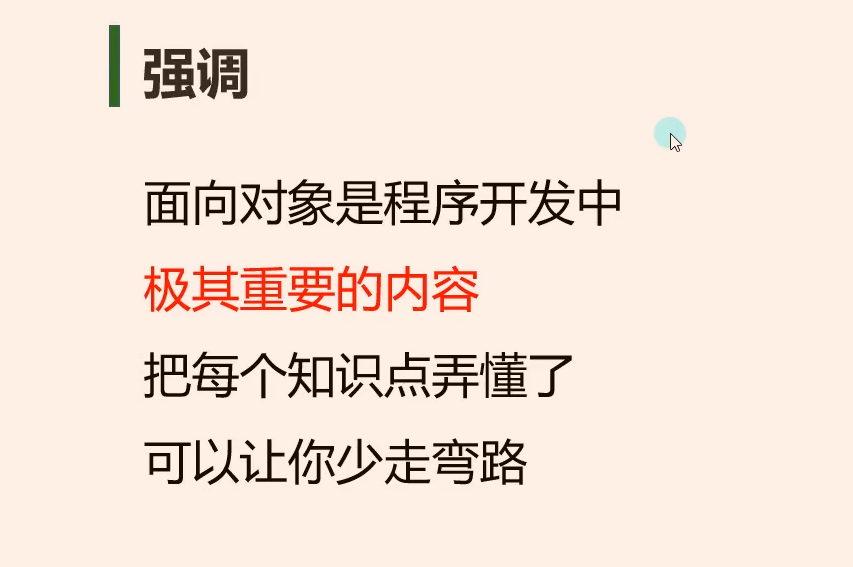 强调
面向对象是程序开发中
极其重要的内容
把每个知识点弄懂了
可以让你少走弯路